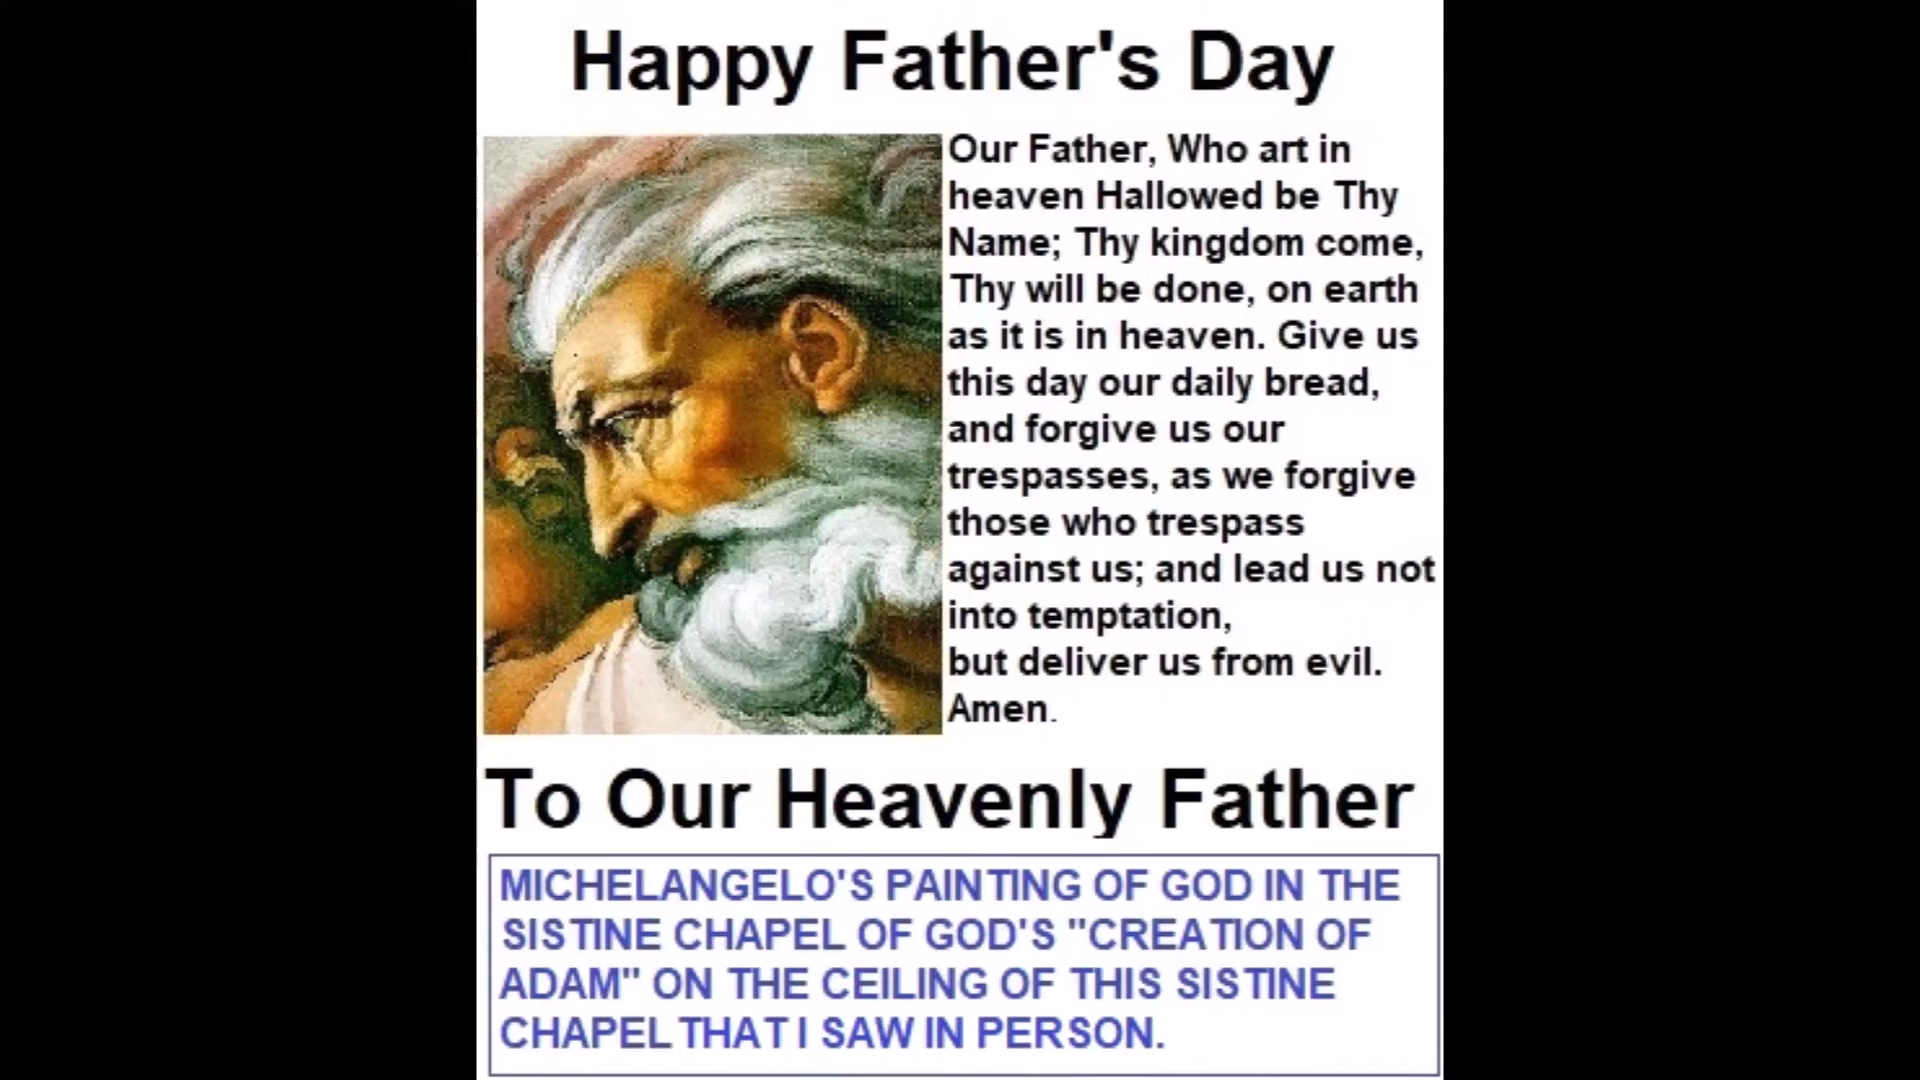 Happy Father's Day
Our Father, Who art in
heaven Hallowed be Thy
Name; Thy kingdom come,
Thy will be done, on earth
as it is in heaven. Give us
this day our daily bread,
and forgive us our
trespasses, as we forgive
those who trespass
against us; and lead us not
into temptation,
but deliver us from evil.
Amen.
To Our Heavenly Father
MICHELANGELO'S PAINTING OF GOD IN THE
SISTINE CHAPEL OF GOD'S "CREATION OF
ADAM" ON THE CEILING OF THIS SISTINE
CHAPEL THAT I SAW IN PERSON.